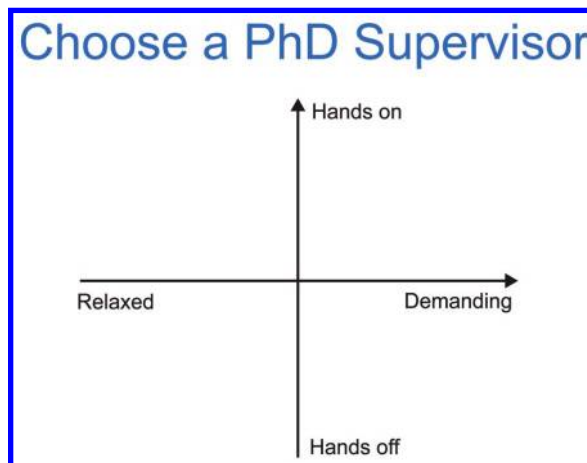 Choose a PhD Supervisor
Hands on
Relaxed
Demanding
Hands off